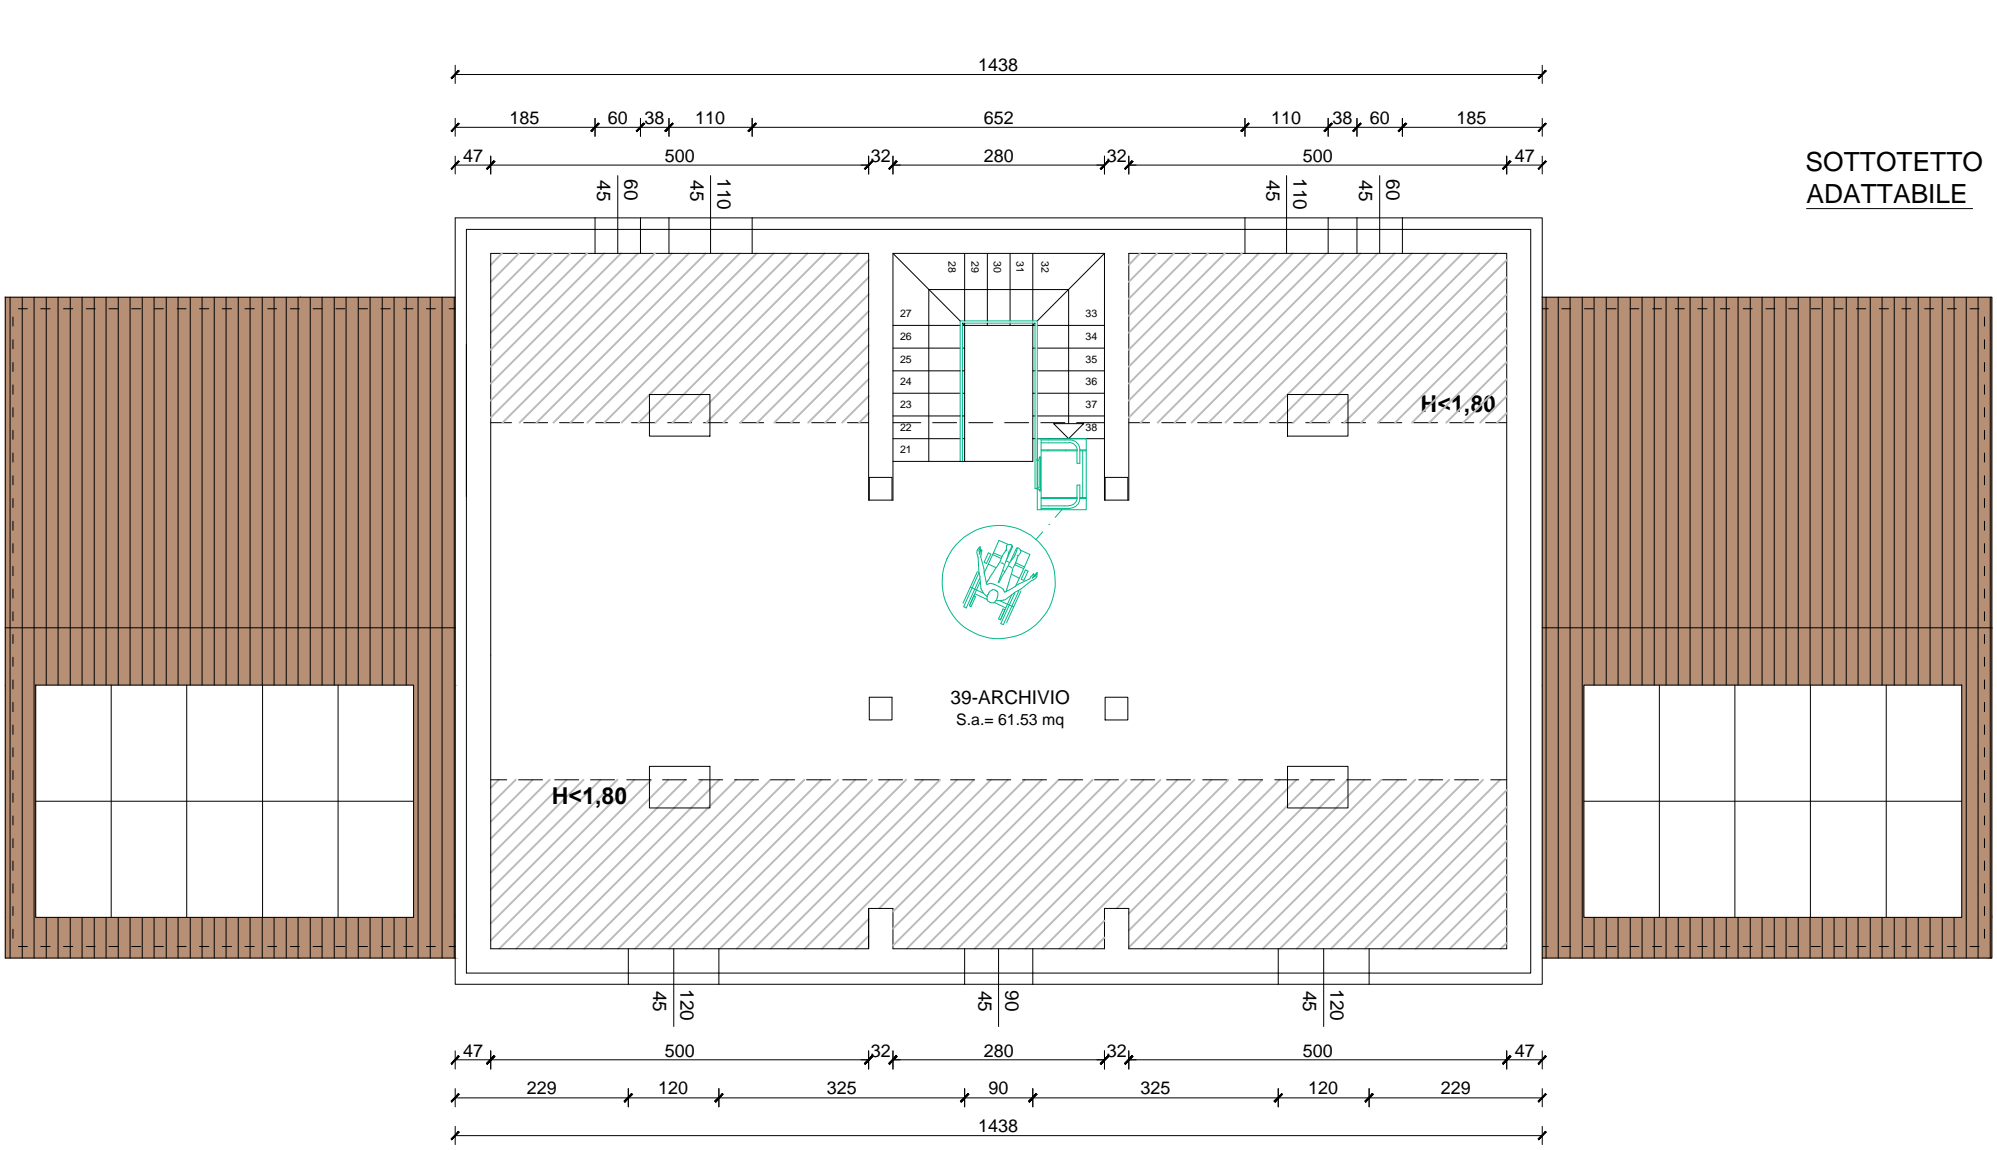 1438
185 60 38 110 652 110 38 60 185
47 500 32 280 32 500 47
SOTTOTETTO
ADATTABILE
60
45
110
45
110
45
60
45
28 29 30 31 32
27 33
26 34
25 35
24 36
23 37
22 38
21
H<1,80
39-ARCHIVIO
S.a.= 61.53 mq
H<1,80
120
45
90
45
120
45
47 500 32 280 32 500 47
229 120 325 90 325 120 229
1438